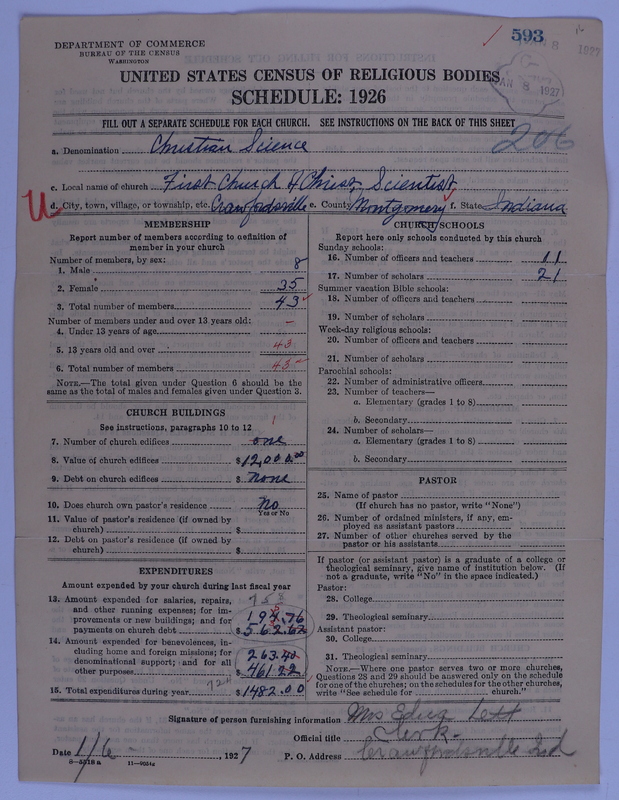 593
JAN 8 1927
DEPARTMENT OF COMMERCE
BUREAU OF THE CENSUS
WASHINGTON
UNITED STATES CENSUS OF RELIGIOUS BODIES
SCHEDULE: 1926
JAN 8 1927
FILL OUT A SEPARATE SCHEDULE FOR EACH CHURCH. SEE INSTRUCTIONS ON THE BACK OF THIS SHEET
206
a. Denomination Christian Science
c. Local name of church First Church of Christ, Scientist
U d. City, town, village, or township, etc. Crawfordsville e. County Montgomery f. State Indiana
MEMBERSHIP
Report number of members according to definition of
member in your church
Number of members, by sex:
1. Male 8
2. Female 35
3. Total number of members 43
Number of members under and over 13 years old:
4. Under 13 years of age –
5. 13 years old and over 43
6. Total number of members 43
NOTE.—The total given under Question 6 should be the
same as the total of males and females given under Question 3.
CHURCH BUILDINGS
See instructions, paragraphs 10 to 12
7. Number of church edifices one 1
8. Value of church edifices $12,000.00
9. Debt on church edifices $ None
10. Does church own pastor's residence No
Yes or No
11. Value of pastor's residence (if owned by
church) $
12. Debt on pastor's residence (if owned by
church) $
EXPENDITURES
Amount expended by your church during last fiscal year
13. Amount expended for salaries, repairs, 758
and other running expenses; for im-
provements or new buildings; and for
payments on church debt $ 562.62
14. Amount expended for benevolences, in-
cluding home and foreign missions; for
denominational support; and for all 263.40
other purposes $ 461.22
724
15. Total expenditures during year $1482.00
CHURCH SCHOOLS
Report here only schools conducted by this church
Sunday schools:
16. Number of officers and teachers 11
17. Number of scholars 21
Summer vacation Bible schools:
18. Number of officers and teachers
19. Number of scholars
Week-day religious schools:
20. Number of officers and teachers
21. Number of scholars
Parochial schools:
22. Number of administrative officers
23. Number of teachers—
a. Elementary (grades 1 to 8)
b. Secondary
24. Number of scholars—
a. Elementary (grades 1 to 8)
b. Secondary
PASTOR
25. Name of pastor
(If church has no pastor, write "None")
26. Number of ordained ministers, if any, em-
ployed as assistant pastors
27. Number of other churches served by the
pastor or his assistants
If pastor (or assistant pastor) is a graduate of a college or
theological seminary, give name of institution below. (If
not a graduate, write "No" in the space indicated.)
Pastor:
28. College
29. Theological seminary
Assistant pastor:
30. College
31. Theological seminary
NOTE.—Where one pastor serves two or more churches,
Questions 28 and 29 should be answered only on the schedule
for one of the churches; on the schedules for the other churches,
write "See schedule for church."
Signature of person furnishing information Mrs Edna Lett
Official title Clerk.
Date 1/6, 1927 P. O. Address Crawfordsville Ind
8—5518 a 11—9051a